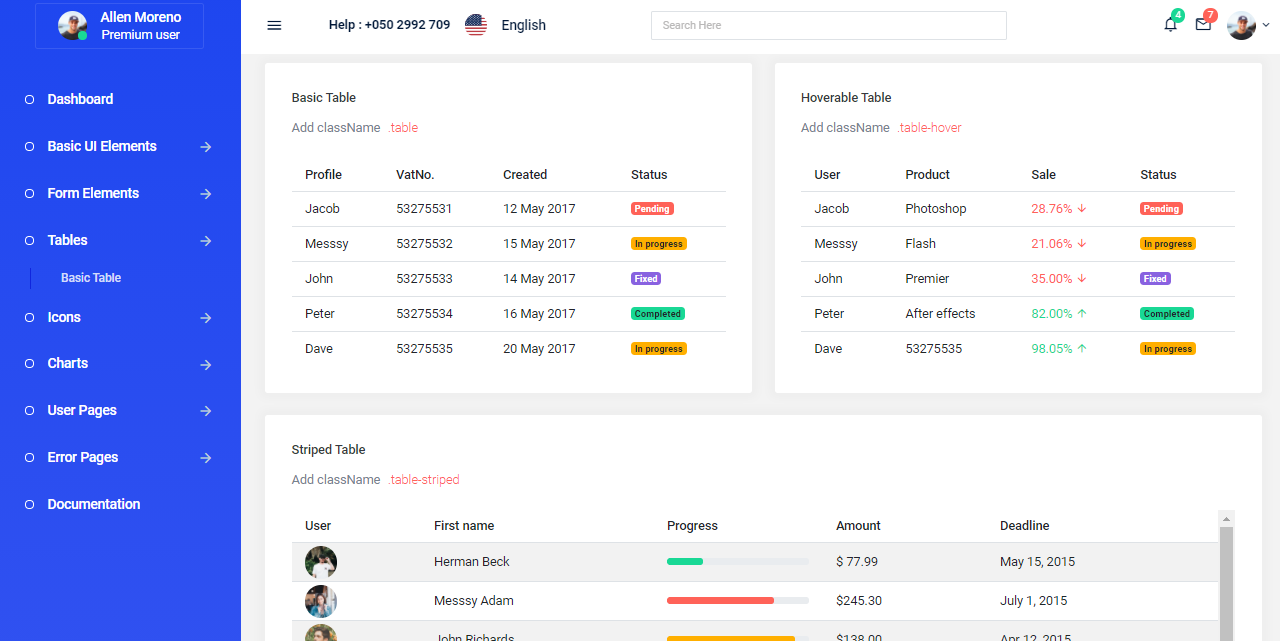 Allen Moreno
Premium user
Help : +050 2992 709
English
Search Here
4
7
Dashboard
Basic UI Elements
Form Elements
Tables
Basic Table
Icons
Charts
User Pages
Error Pages
Documentation
Basic Table
Add className .table
Profile VatNo. Created Status
Jacob 53275531 12 May 2017 Pending
Messsy 53275532 15 May 2017 In progress
John 53275533 14 May 2017 Fixed
Peter 53275534 16 May 2017 Completed
Dave 53275535 20 May 2017 In progress
Hoverable Table
Add className .table-hover
User Product Sale Status
Jacob Photoshop 28.76% ↓ Pending
Messsy Flash 21.06% ↓ In progress
John Premier 35.00% ↓ Fixed
Peter After effects 82.00% ↑ Completed
Dave 53275535 98.05% ↑ In progress
Striped Table
Add className .table-striped
User First name Progress Amount Deadline
Herman Beck $ 77.99 May 15, 2015
Messsy Adam $245.30 July 1, 2015
John Richards $138.00 Apr 12, 2015